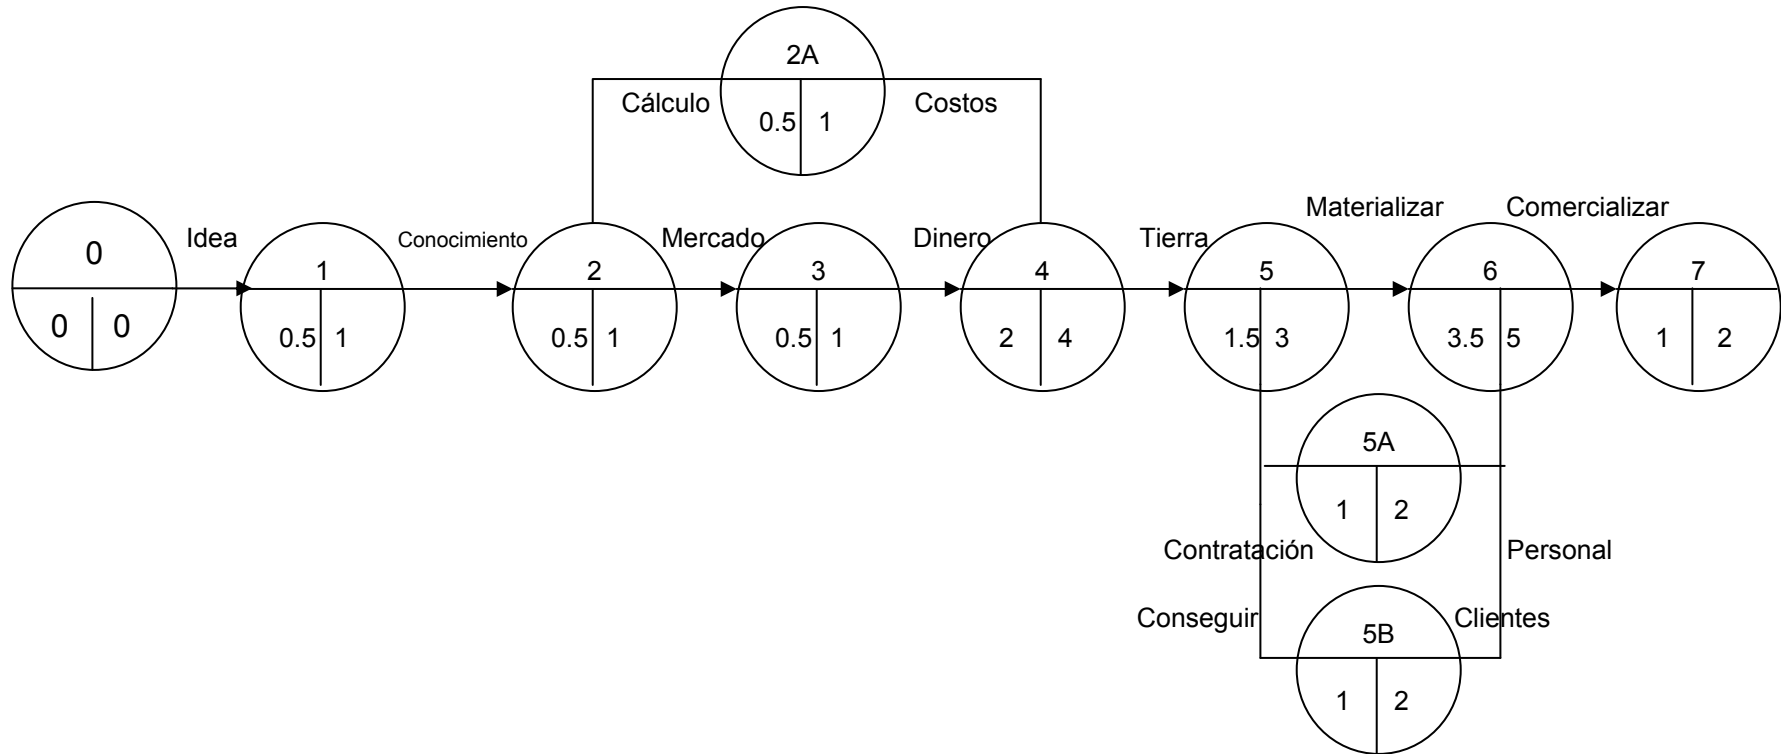 2A
Cálculo
Costos
0.5 1
Materializar
Comercializar
0
Idea
Conocimiento
Mercado
Dinero
Tierra
1
2
3
4
5
6
7
0 0
0.5 1
0.5 1
0.5 1
2 4
1.5 3
3.5 5
1 2
5A
1 2
Contratación
Personal
Conseguir
Clientes
5B
1 2